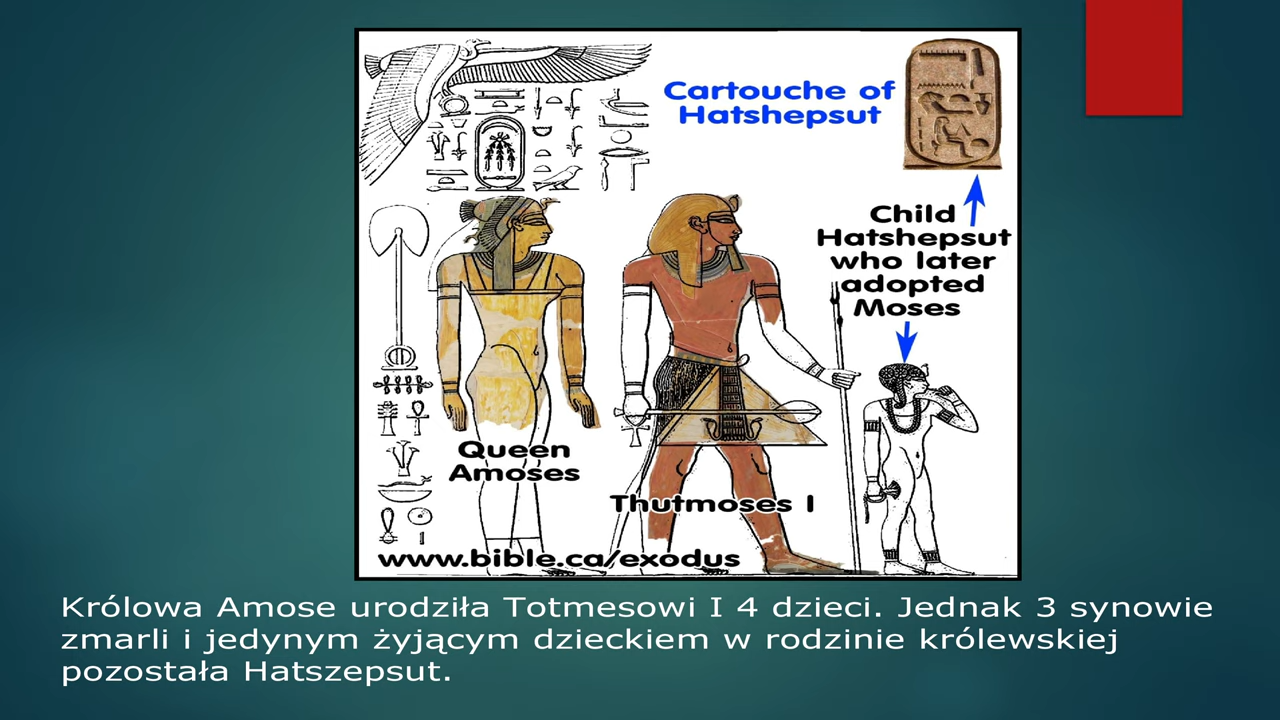 Cartouche of
Hatshepsut
Child
Hatshepsut
who later
adopted
Moses
Queen
Amoses
Thutmoses I
www.bible.ca/exodus
Królowa Amose urodziła Totmesowi I 4 dzieci. Jednak 3 synowie
zmarli i jedynym żyjącym dzieckiem w rodzinie królewskiej
pozostała Hatszepsut.